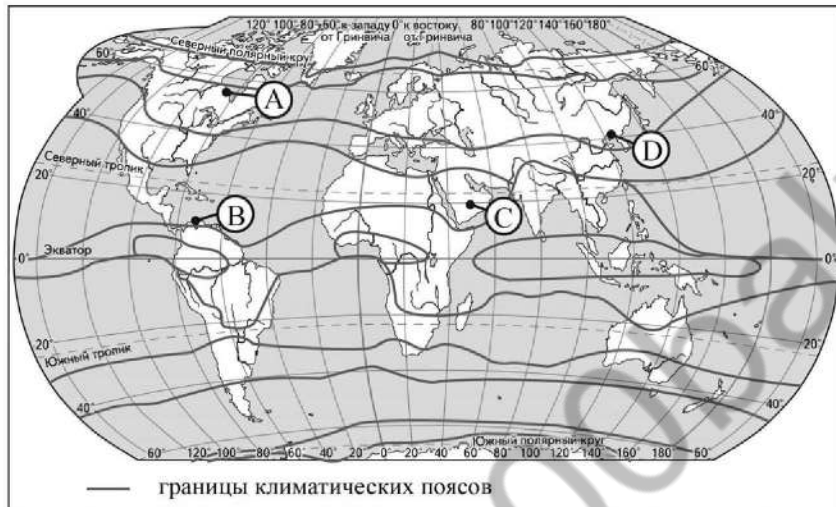 120° 100°-80°-50° к западу 0° к востоку 80° 100°120°140°160°180°
от Гринвича от Гринвича
60°
Северный полярный круг
60°
A
40°
40°
D
Северный тропик
20°
20°
B
C
Экватор
0°
0°
20°
Южный тропик
20°
40°
40°
Южный полярный круг
60° 120° 100° 80° 60° 40° 20° 0° 20° 40° 60° 80° 100° 120° 140° 160° 60°
границы климатических поясов